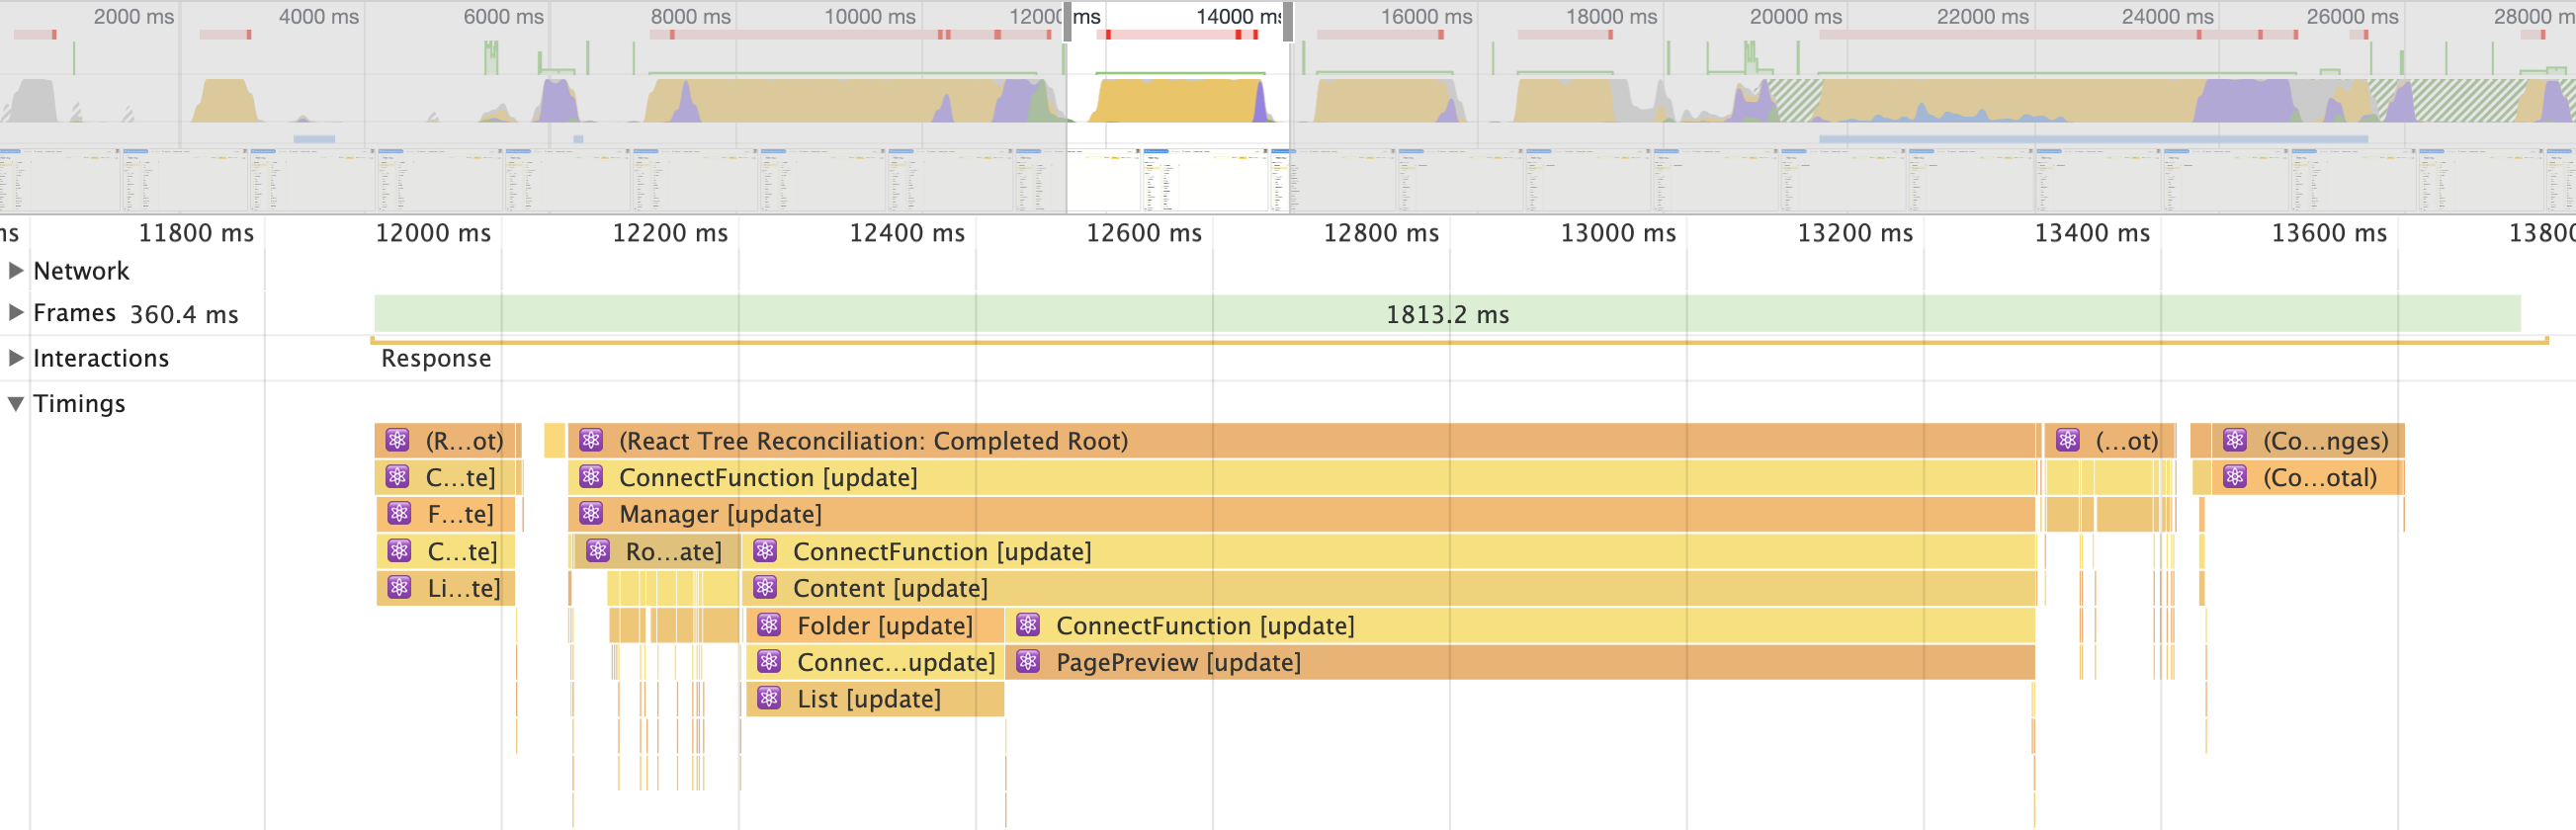 2000 ms 4000 ms 6000 ms 8000 ms 10000 ms 12000 ms 14000 ms 16000 ms 18000 ms 20000 ms 22000 ms 24000 ms 26000 ms 28000 m
ms 11800 ms 12000 ms 12200 ms 12400 ms 12600 ms 12800 ms 13000 ms 13200 ms 13400 ms 13600 ms 13800
Network
Frames 360.4 ms 1813.2 ms
Interactions Response
Timings
(R...ot) (React Tree Reconciliation: Completed Root) (...ot) (Co...nges)
C...te] ConnectFunction [update] (Co...otal)
F...te] Manager [update]
C...te] Ro...ate] ConnectFunction [update]
Li...te] Content [update]
Folder [update] ConnectFunction [update]
Connec...update] PagePreview [update]
List [update]